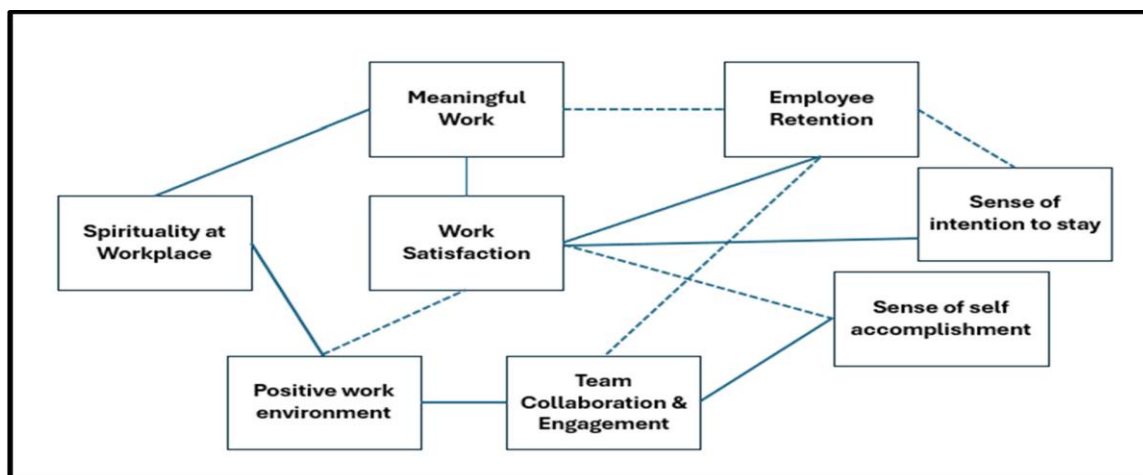 Meaningful
Work
Employee
Retention
Spirituality at
Workplace
Work
Satisfaction
Sense of
intention to stay
Sense of self
accomplishment
Positive work
environment
Team
Collaboration &
Engagement